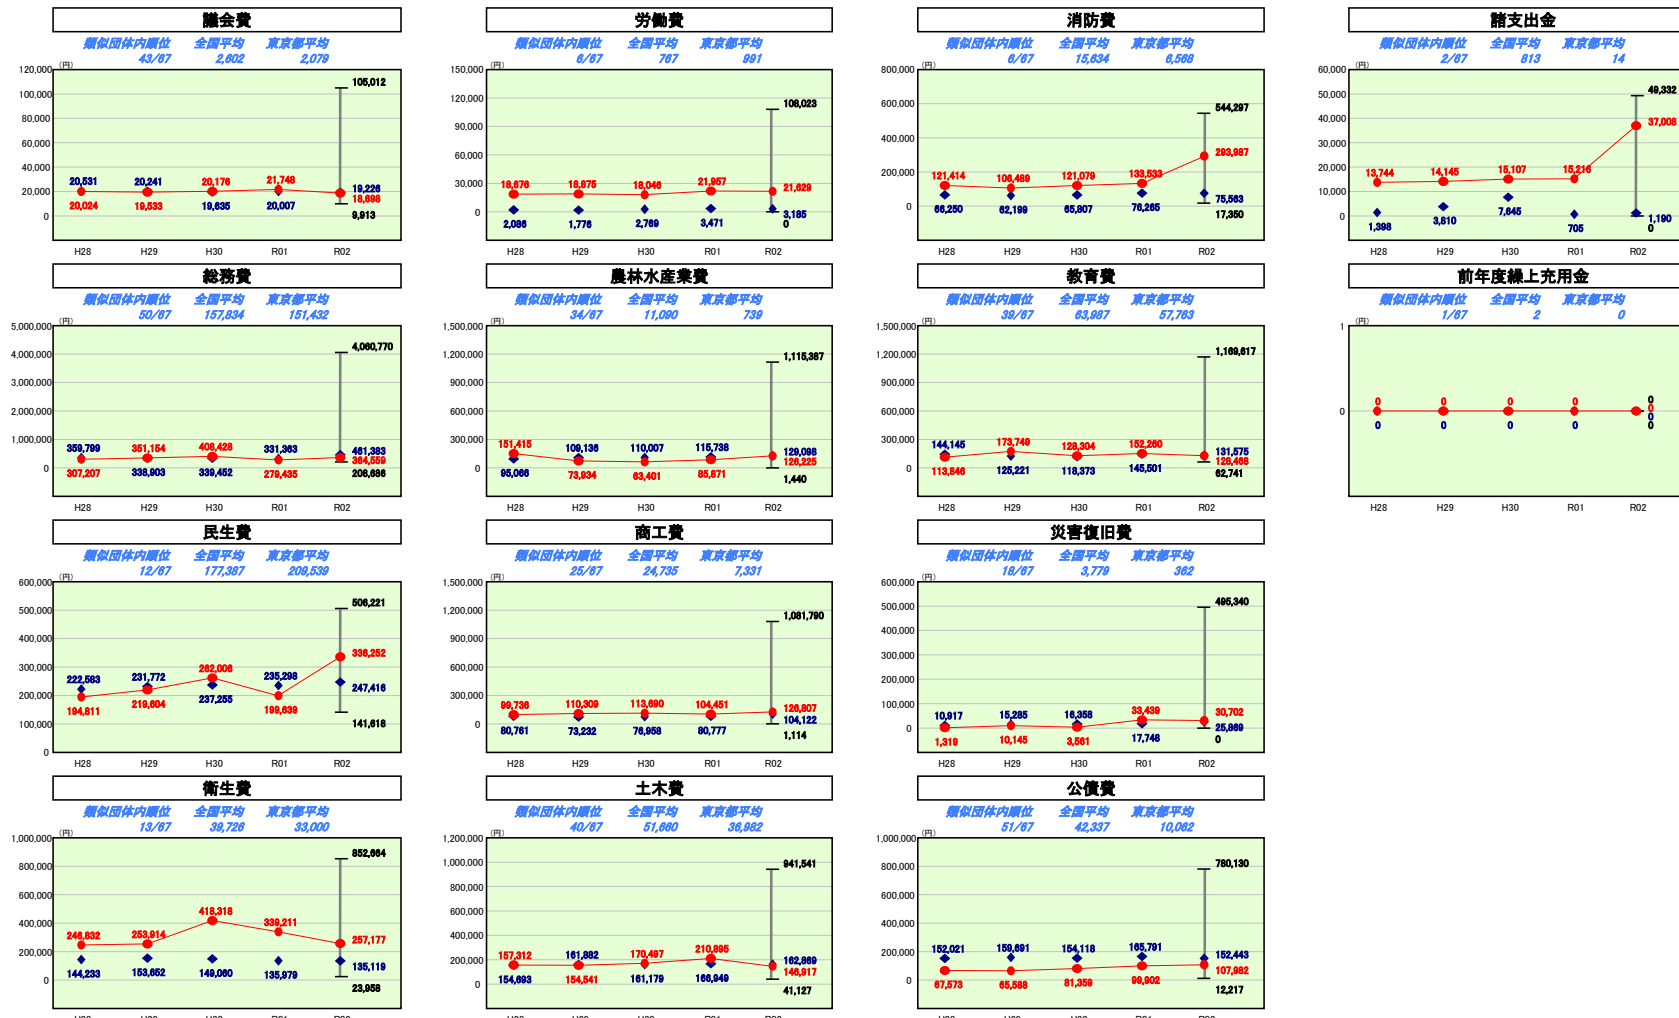 議会費
類似団体内順位 全国平均 東京都平均
43/67 2,602 2,079
(円)
120,000
100,000
80,000
60,000
40,000
20,000
0
105,012
20,531 20,241 20,176 21,748 19,226
20,024 19,533 19,635 20,007 18,698
9,913
H28 H29 H30 R01 R02
労働費
類似団体内順位 全国平均 東京都平均
6/67 767 991
(円)
150,000
120,000
90,000
60,000
30,000
0
108,023
18,676 18,875 18,046 21,957 21,629
2,086 1,776 2,769 3,471 3,185
0
H28 H29 H30 R01 R02
消防費
類似団体内順位 全国平均 東京都平均
6/67 15,634 6,568
(円)
800,000
600,000
400,000
200,000
0
544,297
121,414 106,489 121,079 133,533 293,987
66,250 62,199 65,807 76,265 75,563
17,350
H28 H29 H30 R01 R02
諸支出金
類似団体内順位 全国平均 東京都平均
2/67 813 14
(円)
60,000
50,000
40,000
30,000
20,000
10,000
0
49,332
13,744 14,145 15,107 15,216 37,008
1,398 3,810 7,645 705 1,190
0
H28 H29 H30 R01 R02
総務費
類似団体内順位 全国平均 東京都平均
50/67 157,834 151,432
(円)
5,000,000
4,000,000
3,000,000
2,000,000
1,000,000
0
4,060,770
359,799 351,154 408,428 331,363 461,383
307,207 338,903 339,452 279,435 364,559
206,686
H28 H29 H30 R01 R02
農林水産業費
類似団体内順位 全国平均 東京都平均
34/67 11,090 739
(円)
1,500,000
1,200,000
900,000
600,000
300,000
0
1,115,387
151,415 109,136 110,007 115,738 129,098
95,066 73,934 63,401 85,871 126,225
1,440
H28 H29 H30 R01 R02
教育費
類似団体内順位 全国平均 東京都平均
39/67 63,987 57,763
(円)
1,500,000
1,200,000
900,000
600,000
300,000
0
1,169,617
144,145 173,749 128,304 152,260 131,575
113,846 125,221 118,373 145,501 128,468
62,741
H28 H29 H30 R01 R02
前年度繰上充用金
類似団体内順位 全国平均 東京都平均
1/67 2 0
(円)
1
0
0
0 0 0 0 0
0 0 0 0 0
0
H28 H29 H30 R01 R02
民生費
類似団体内順位 全国平均 東京都平均
12/67 177,387 209,539
(円)
600,000
500,000
400,000
300,000
200,000
100,000
0
506,221
222,583 231,772 262,006 235,298 336,252
194,811 219,604 237,255 199,639 247,416
141,618
H28 H29 H30 R01 R02
商工費
類似団体内順位 全国平均 東京都平均
25/67 24,735 7,331
(円)
1,500,000
1,200,000
900,000
600,000
300,000
0
1,081,790
99,736 110,309 113,690 104,451 126,807
80,761 73,232 76,958 80,777 104,122
1,114
H28 H29 H30 R01 R02
災害復旧費
類似団体内順位 全国平均 東京都平均
18/67 3,779 362
(円)
600,000
500,000
400,000
300,000
200,000
100,000
0
495,340
10,917 15,285 16,358 33,439 30,702
1,319 10,145 3,561 17,748 25,869
0
H28 H29 H30 R01 R02
衛生費
類似団体内順位 全国平均 東京都平均
13/67 39,726 33,000
(円)
1,000,000
800,000
600,000
400,000
200,000
0
852,664
246,832 253,914 418,318 339,211 257,177
144,233 153,652 149,060 135,979 135,119
23,958
H28 H29 H30 R01 R02
土木費
類似団体内順位 全国平均 東京都平均
40/67 51,660 36,982
(円)
1,200,000
1,000,000
800,000
600,000
400,000
200,000
0
941,541
157,312 161,882 170,497 210,895 162,869
154,693 154,541 161,179 166,949 146,917
41,127
H28 H29 H30 R01 R02
公債費
類似団体内順位 全国平均 東京都平均
51/67 42,337 10,062
(円)
1,000,000
800,000
600,000
400,000
200,000
0
780,130
152,021 159,691 154,118 165,791 152,443
67,573 65,588 81,359 99,902 107,982
12,217
H28 H29 H30 R01 R02